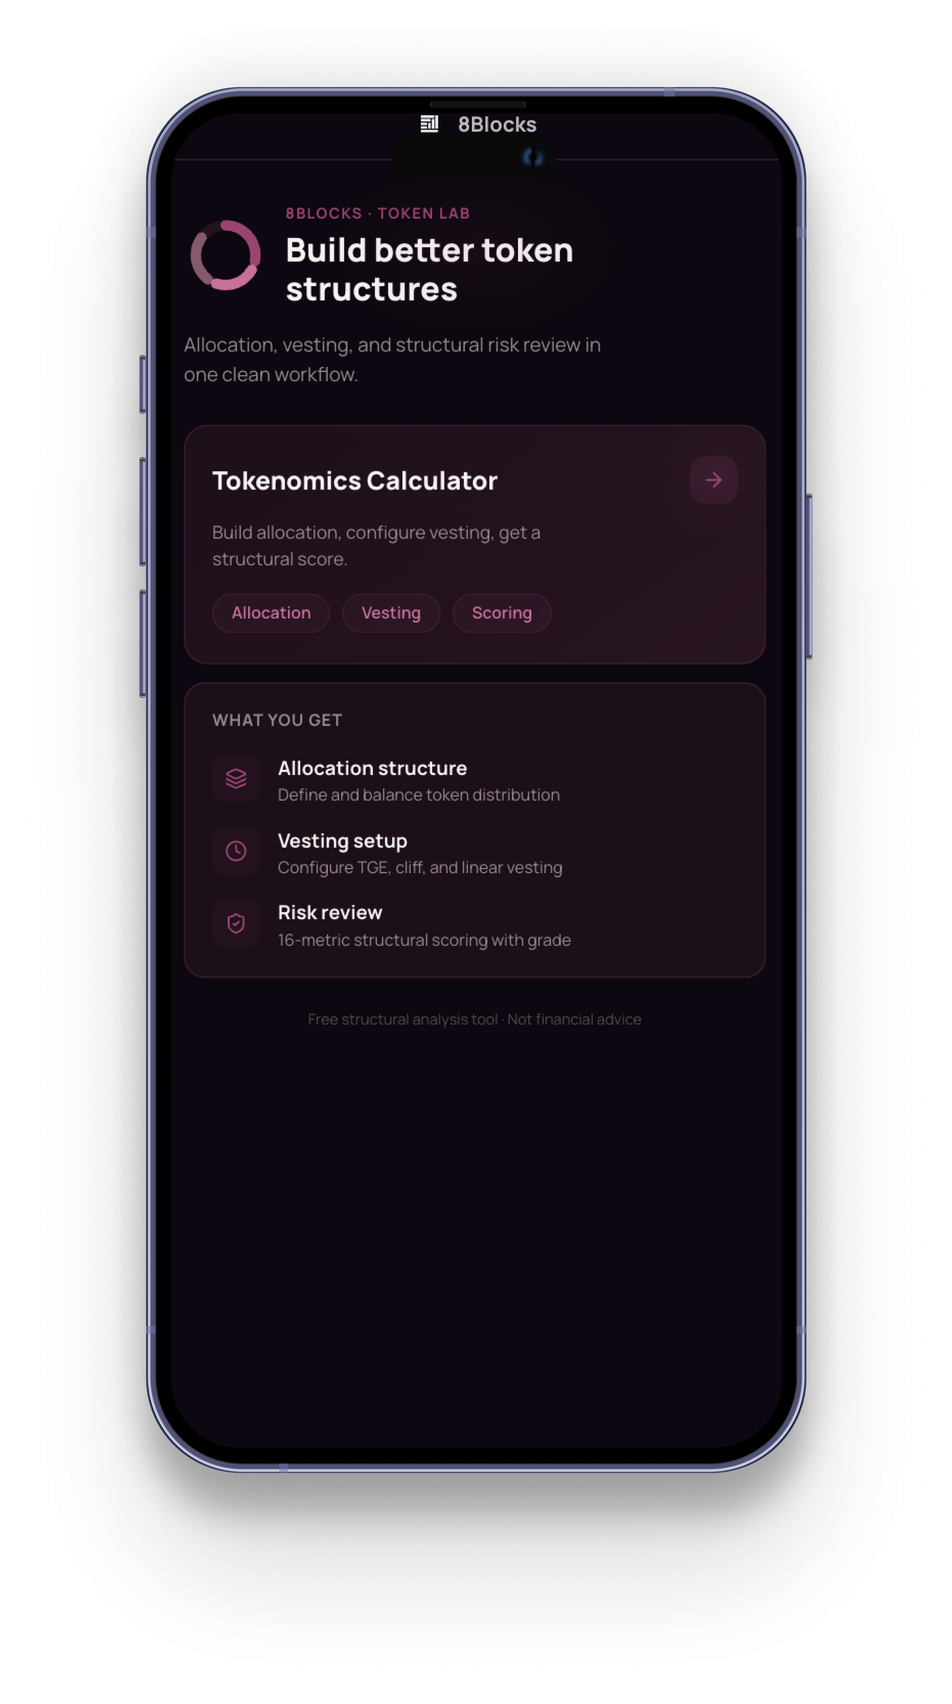 8Blocks
8BLOCKS · TOKEN LAB
Build better token
structures
Allocation, vesting, and structural risk review in
one clean workflow.
Tokenomics Calculator
Build allocation, configure vesting, get a
structural score.
Allocation
Vesting
Scoring
WHAT YOU GET
Allocation structure
Define and balance token distribution
Vesting setup
Configure TGE, cliff, and linear vesting
Risk review
16-metric structural scoring with grade
Free structural analysis tool · Not financial advice